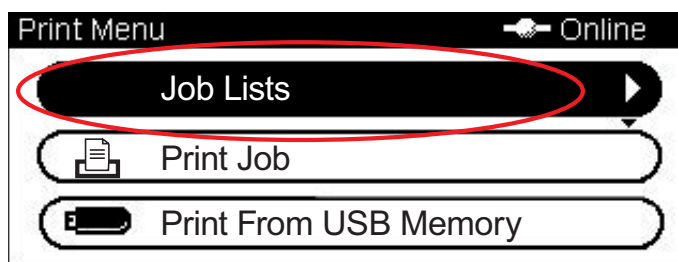 Print Menu Online
Job Lists
Print Job
Print From USB Memory